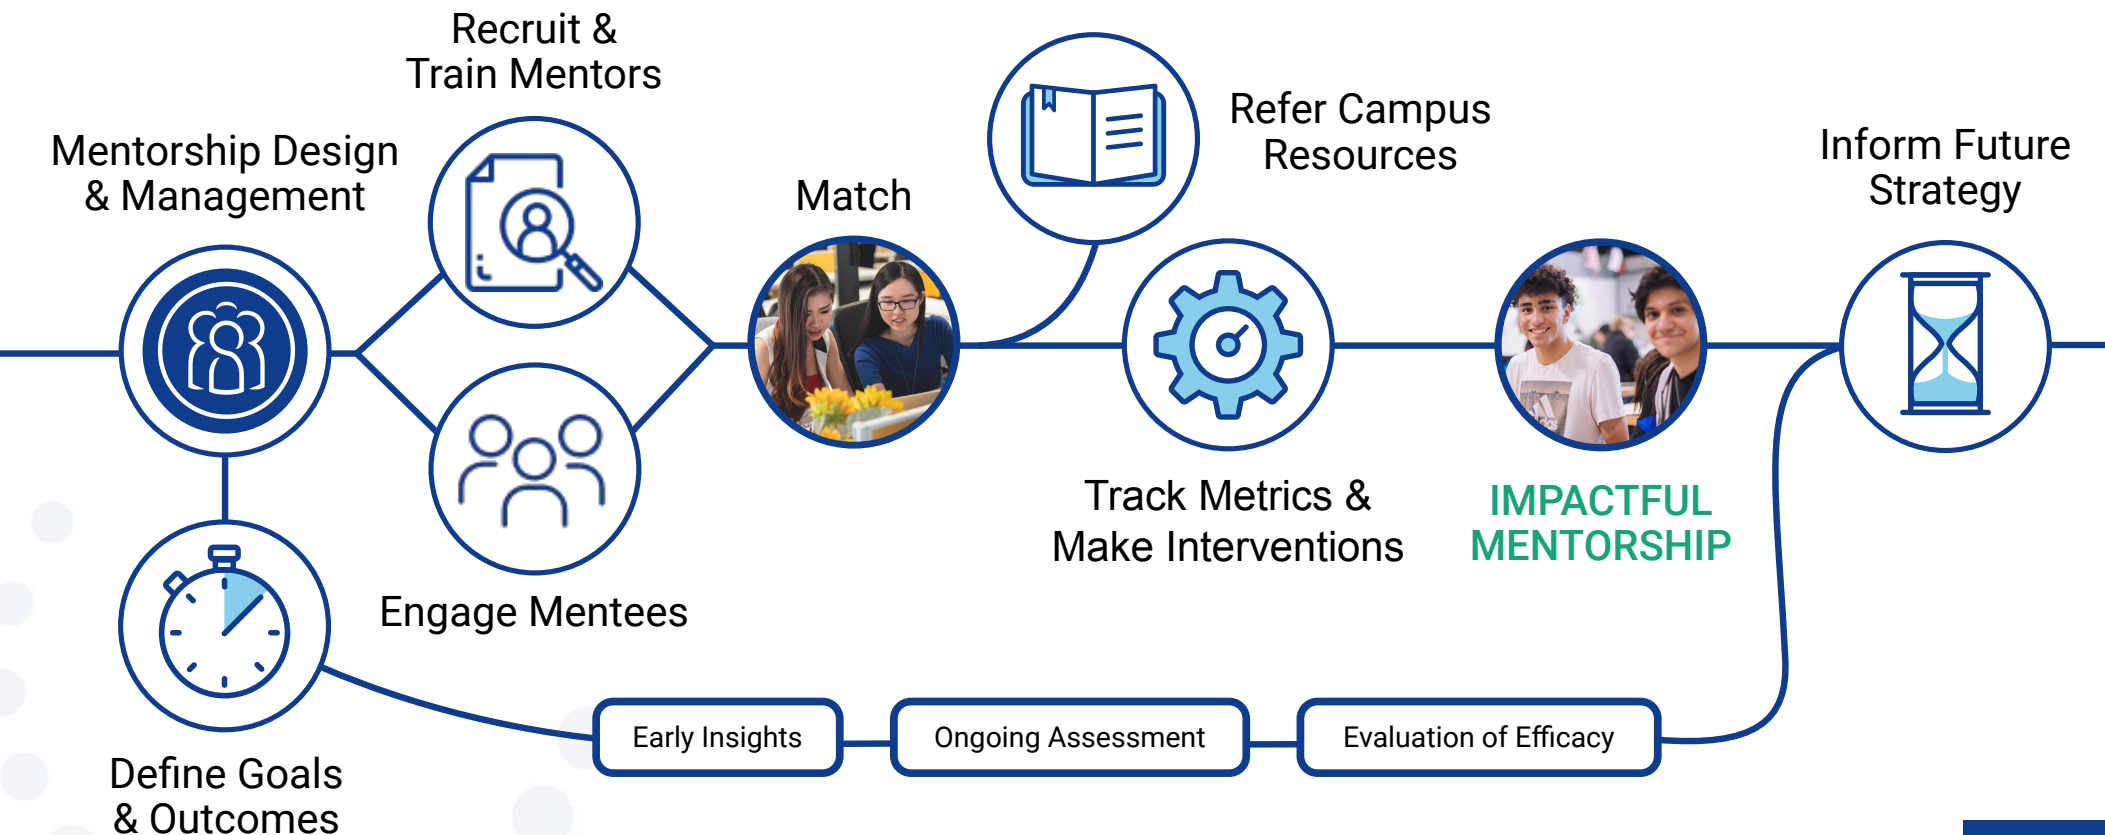 Recruit &
Train Mentors
Mentorship Design
& Management
Match
Refer Campus
Resources
Inform Future
Strategy
Engage Mentees
Track Metrics &
Make Interventions
IMPACTFUL
MENTORSHIP
Define Goals
& Outcomes
Early Insights
Ongoing Assessment
Evaluation of Efficacy